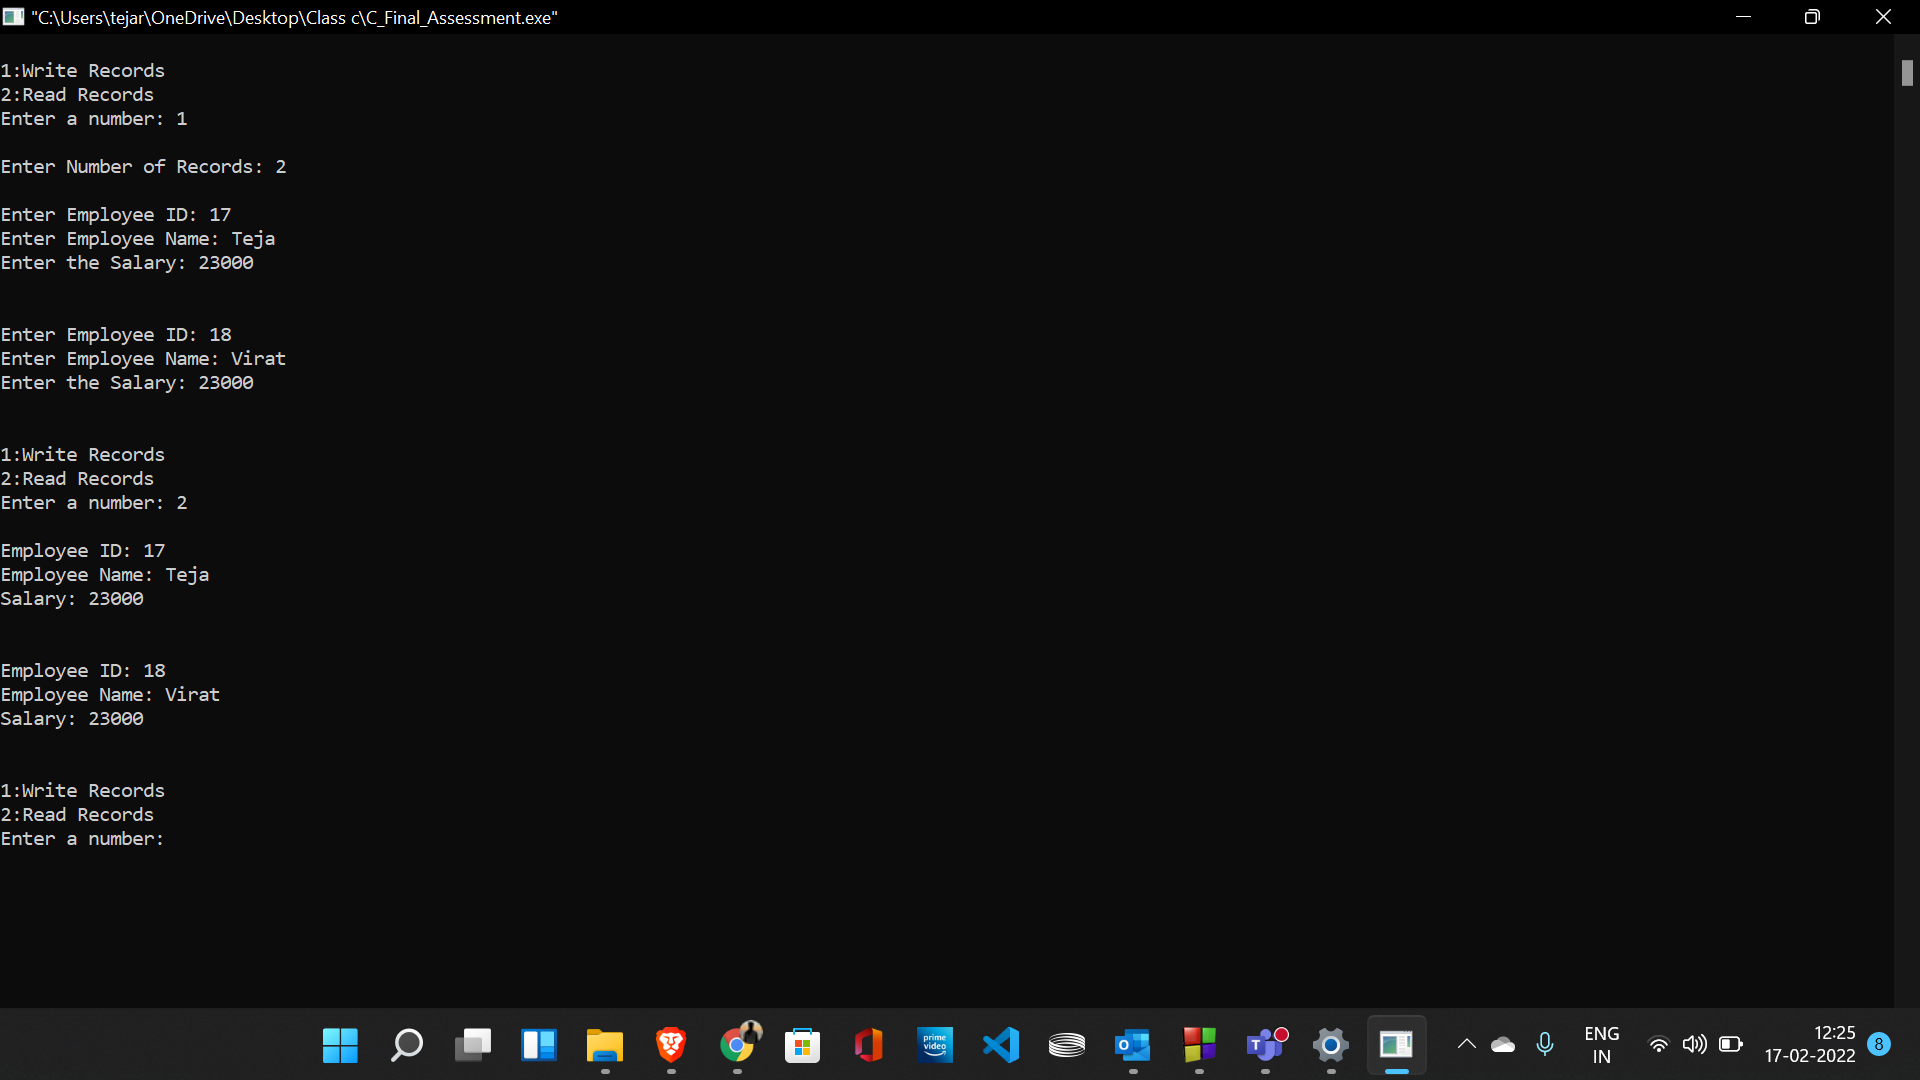 "C:\Users\tejar\OneDrive\Desktop\Class c\C_Final_Assessment.exe"
1:Write Records
2:Read Records
Enter a number: 1
Enter Number of Records: 2
Enter Employee ID: 17
Enter Employee Name: Teja
Enter the Salary: 23000
Enter Employee ID: 18
Enter Employee Name: Virat
Enter the Salary: 23000
1:Write Records
2:Read Records
Enter a number: 2
Employee ID: 17
Employee Name: Teja
Salary: 23000
Employee ID: 18
Employee Name: Virat
Salary: 23000
1:Write Records
2:Read Records
Enter a number:
prime
video
ENG
IN
12:25
17-02-2022
8